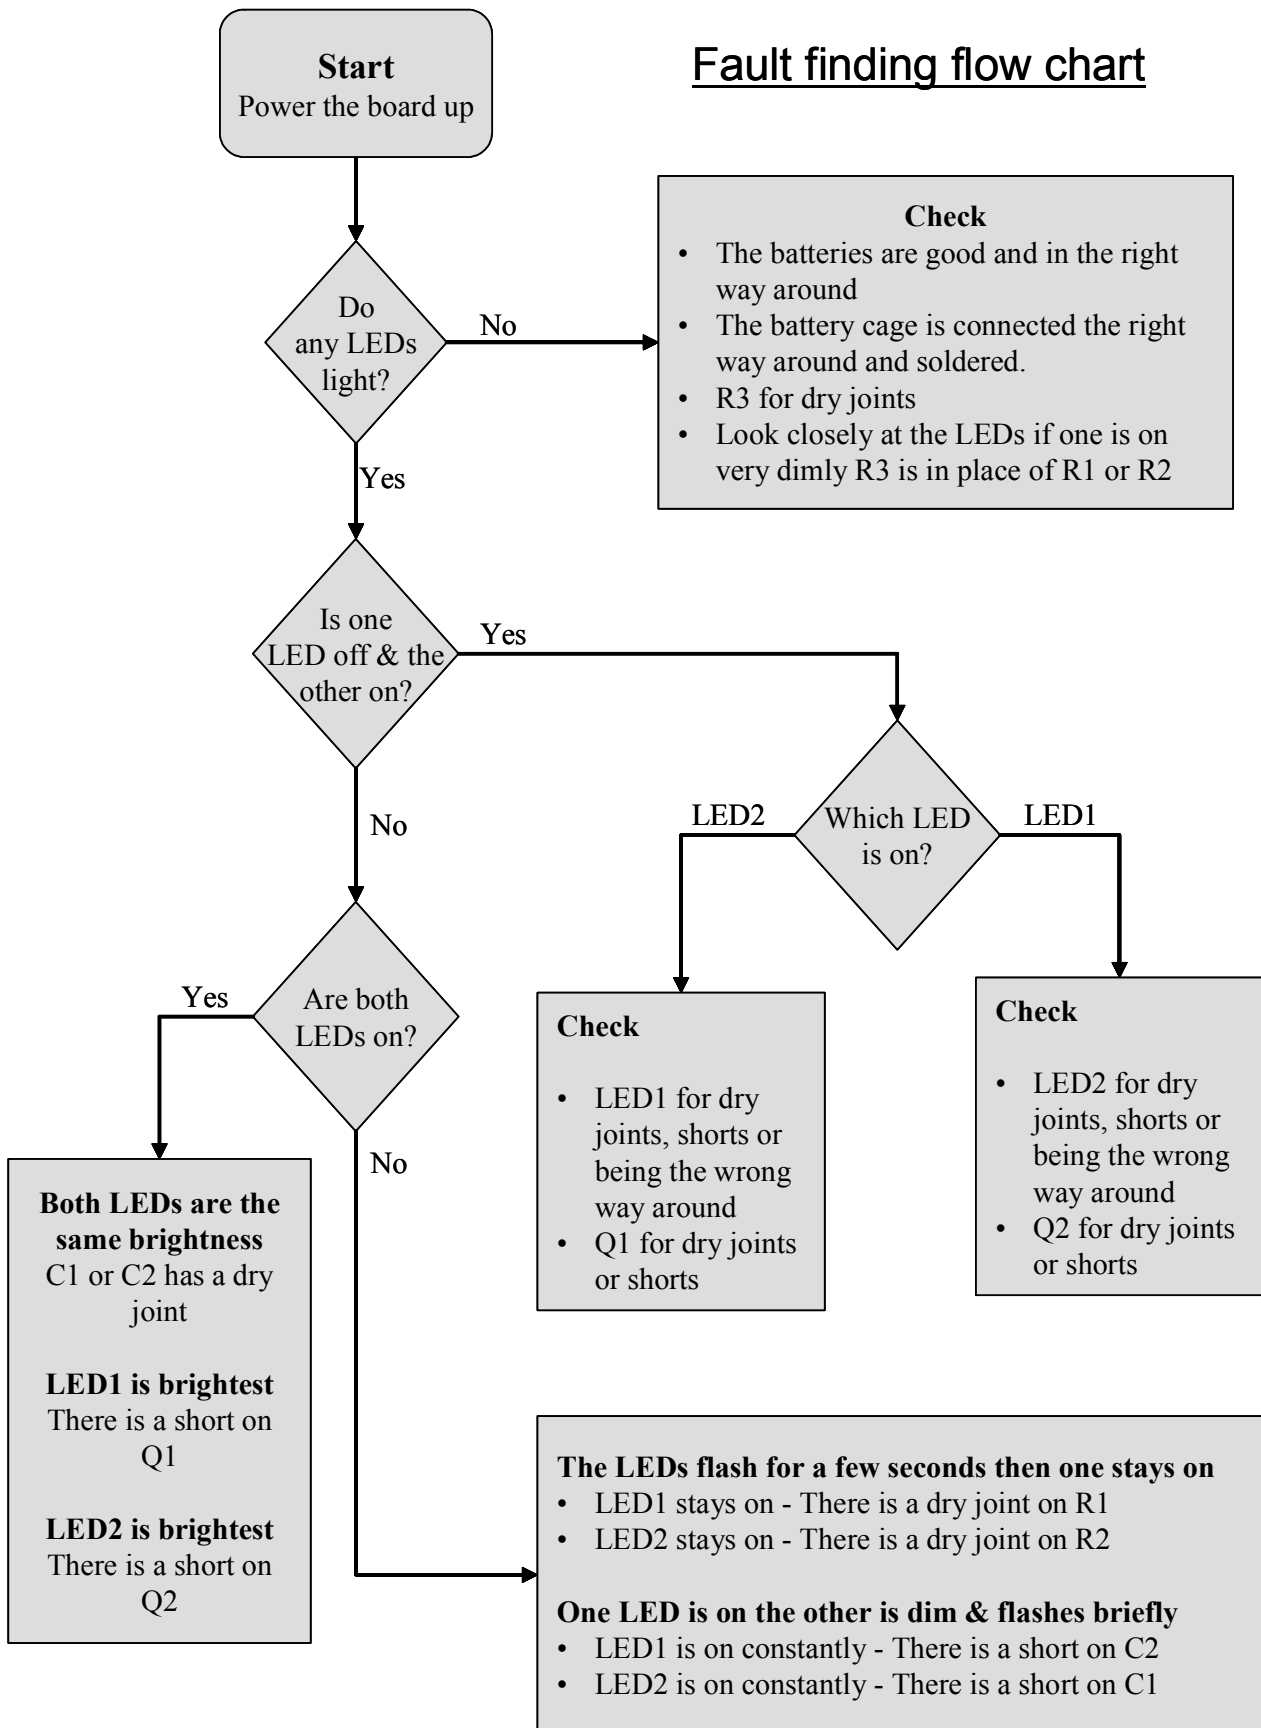 Fault finding flow chart
Start
Power the board up
Do
any LEDs
light?
No
Check
• The batteries are good and in the right
way around
• The battery cage is connected the right
way around and soldered.
• R3 for dry joints
• Look closely at the LEDs if one is on
very dimly R3 is in place of R1 or R2
Yes
Is one
LED off & the
other on?
Yes
Which LED
is on?
LED2
LED1
Check
• LED1 for dry
joints, shorts or
being the wrong
way around
• Q1 for dry joints
or shorts
Check
• LED2 for dry
joints, shorts or
being the wrong
way around
• Q2 for dry joints
or shorts
No
Are both
LEDs on?
Yes
Both LEDs are the
same brightness
C1 or C2 has a dry
joint
LED1 is brightest
There is a short on
Q1
LED2 is brightest
There is a short on
Q2
No
The LEDs flash for a few seconds then one stays on
• LED1 stays on - There is a dry joint on R1
• LED2 stays on - There is a dry joint on R2
One LED is on the other is dim & flashes briefly
• LED1 is on constantly - There is a short on C2
• LED2 is on constantly - There is a short on C1